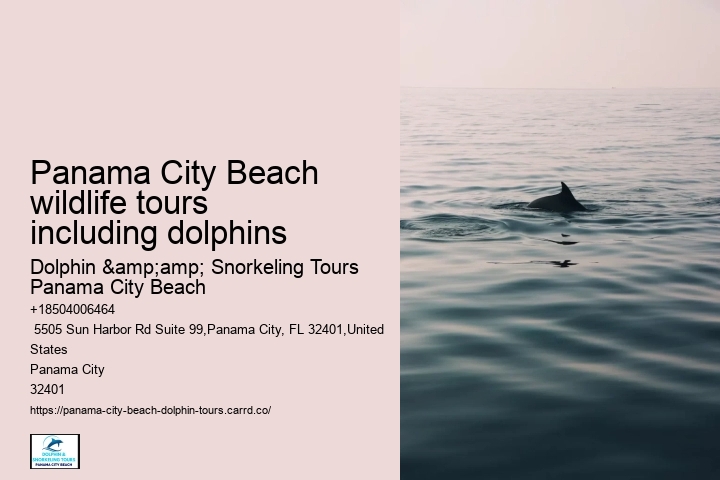 Panama City Beach
wildlife tours
including dolphins
Dolphin &amp;amp; Snorkeling Tours
Panama City Beach
+18504006464
5505 Sun Harbor Rd Suite 99,Panama City, FL 32401,United
States
Panama City
32401
https://panama-city-beach-dolphin-tours.carrd.co/
DOLPHIN &
SNORKELING TOURS
PANAMA CITY BEACH